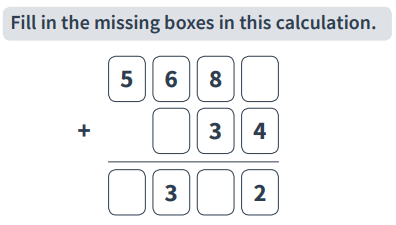 Fill in the missing boxes in this calculation.
5 6 8
+ 3 4
3 2